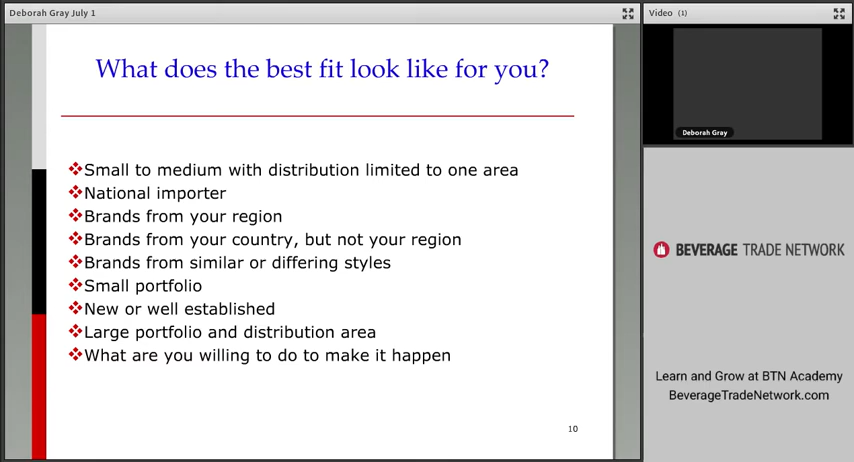 Deborah Gray July 1
Video (1)
What does the best fit look like for you?
Deborah Gray
Small to medium with distribution limited to one area
National importer
Brands from your region
Brands from your country, but not your region
Brands from similar or differing styles
Small portfolio
New or well established
Large portfolio and distribution area
What are you willing to do to make it happen
10
BEVERAGE TRADE NETWORK
Learn and Grow at BTN Academy
BeverageTradeNetwork.com